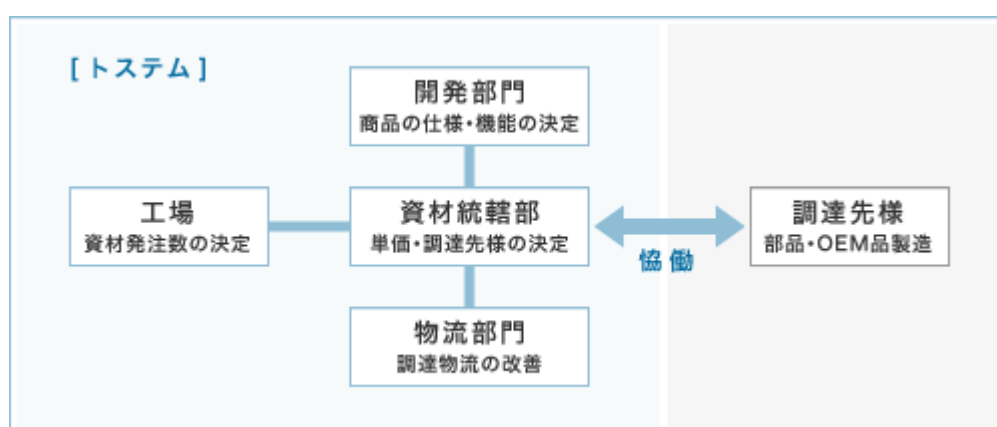 [トステム]
開発部門
商品の仕様・機能の決定
工場
資材発注数の決定
資材統轄部
単価・調達先様の決定
恊働
調達先様
部品・OEM品製造
物流部門
調達物流の改善